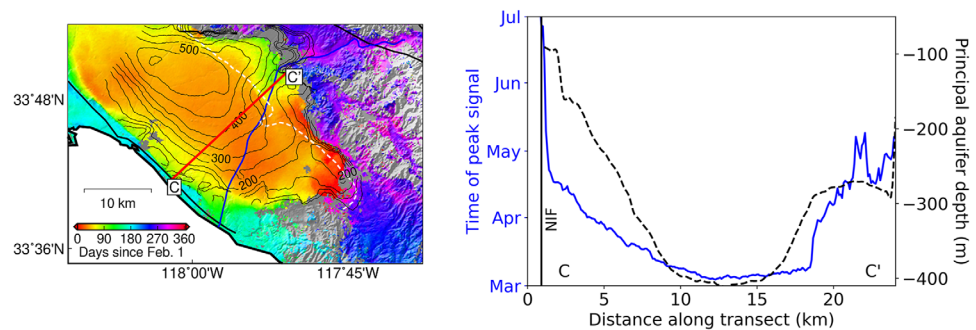 500
C'
33°48'N
400
300
200
200
C
10 km
0 90 180 270 360
Days since Feb. 1
33°36'N
118°00'W
117°45'W
Jul
Jun
May
Apr
Mar
Time of peak signal
NIF
C
C'
0 5 10 15 20
Distance along transect (km)
−100
−200
−300
−400
Principal aquifer depth (m)